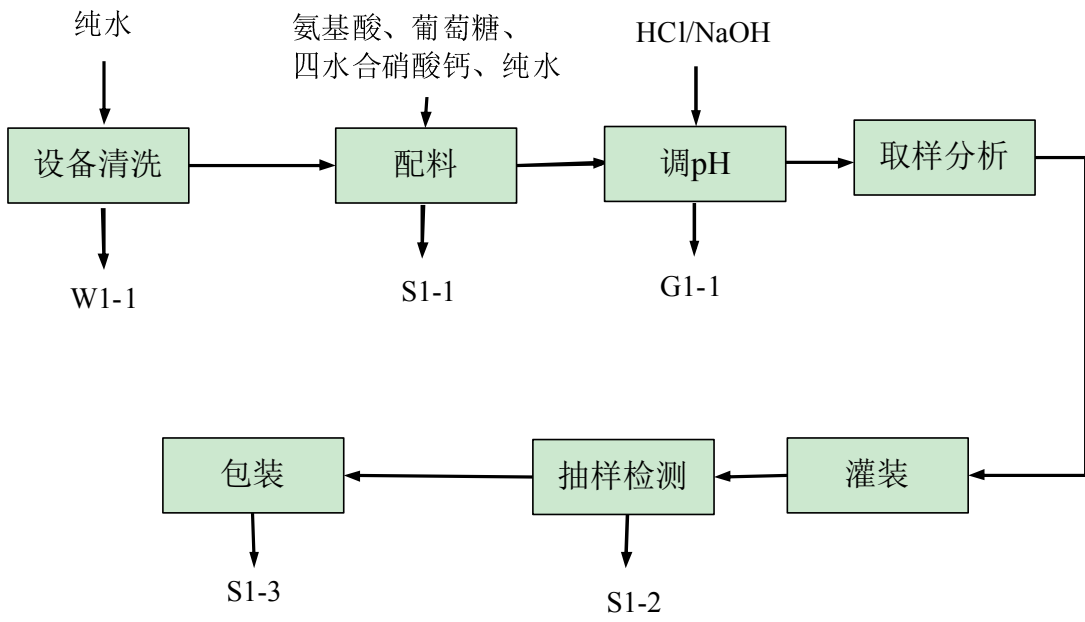 纯水
氨基酸、葡萄糖、
四水合硝酸钙、纯水
HCl/NaOH
设备清洗
配料
调pH
取样分析
W1-1
S1-1
G1-1
包装
抽样检测
灌装
S1-3
S1-2